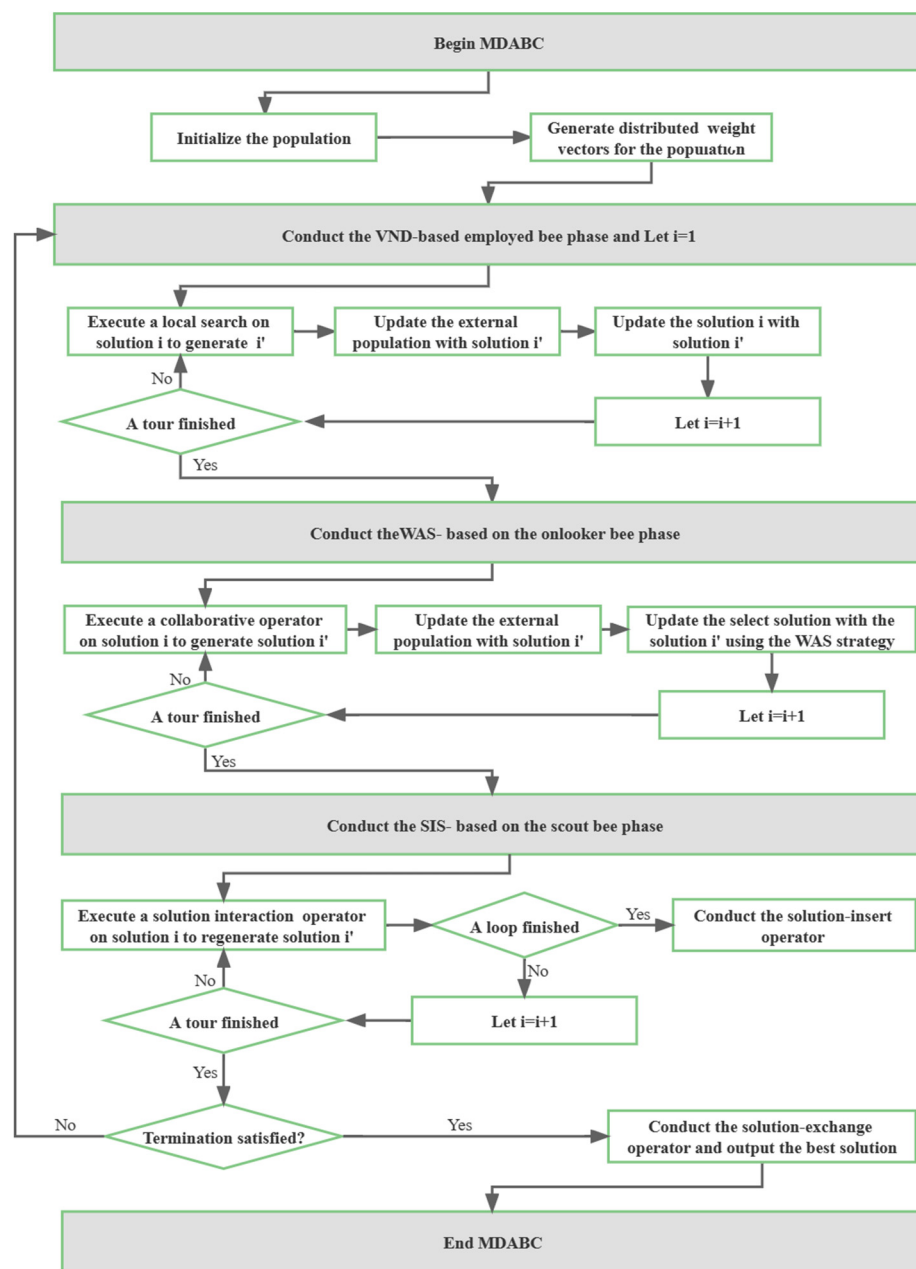 Begin MDABC
Initialize the population
Generate distributed weight
vectors for the population
Conduct the VND-based employed bee phase and Let i=1
Execute a local search on
solution i to generate i'
Update the external
population with solution i'
Update the solution i with
solution i'
No
A tour finished
Let i=i+1
Yes
Conduct theWAS- based on the onlooker bee phase
Execute a collaborative operator
on solution i to generate solution i'
Update the external
population with solution i'
Update the select solution with the
solution i' using the WAS strategy
No
A tour finished
Let i=i+1
Yes
Conduct the SIS- based on the scout bee phase
Execute a solution interaction operator
on solution i to regenerate solution i'
A loop finished
Yes
Conduct the solution-insert
operator
No
No
A tour finished
Let i=i+1
Yes
No
Termination satisfied?
Yes
Conduct the solution-exchange
operator and output the best solution
End MDABC